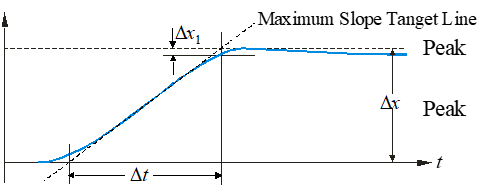 Maximum Slope Tanget Line
Δx₁
Peak
Δx
Peak
Δt
t